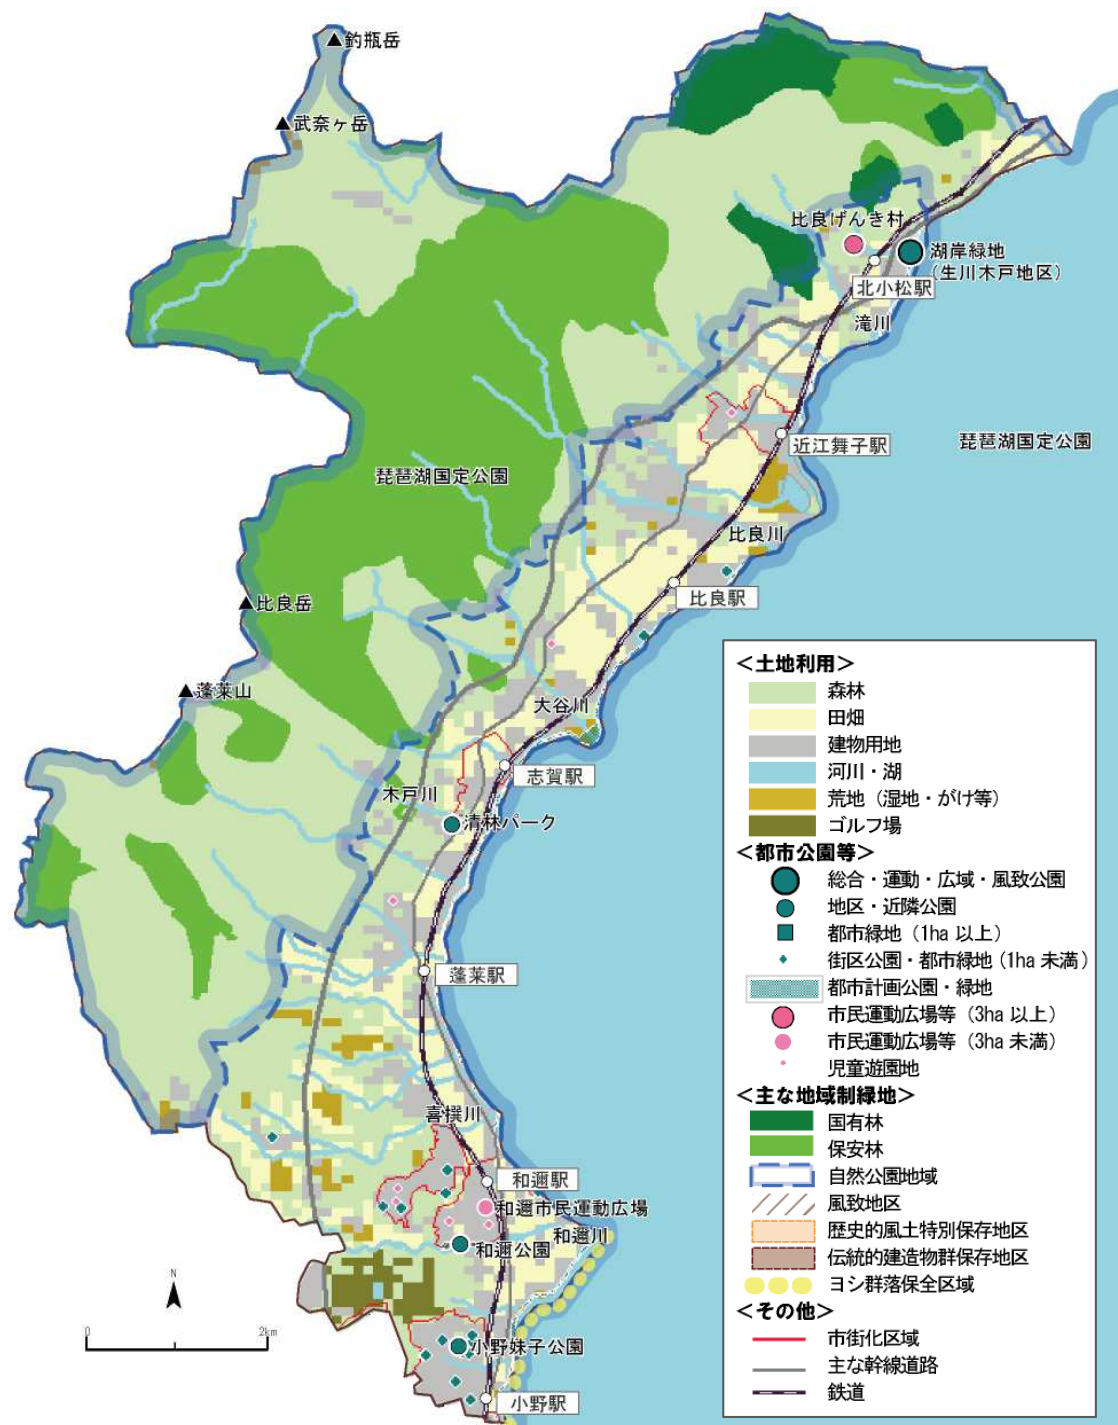 ▲釣瓶岳
▲武奈ヶ岳
比良げんき村
湖岸緑地
(生川木戸地区)
北小松駅
滝川
近江舞子駅
琵琶湖国定公園
琵琶湖国定公園
比良川
比良駅
▲比良岳
▲蓬莱山
大谷川
志賀駅
木戸川
清林パーク
蓬莱駅
喜撰川
和邇駅
和邇市民運動広場
和邇川
和邇公園
小野妹子公園
小野駅
N
0 2km
＜土地利用＞
森林
田畑
建物用地
河川・湖
荒地（湿地・がけ等）
ゴルフ場
＜都市公園等＞
総合・運動・広域・風致公園
地区・近隣公園
都市緑地（1ha 以上）
街区公園・都市緑地（1ha 未満）
都市計画公園・緑地
市民運動広場等（3ha 以上）
市民運動広場等（3ha 未満）
児童遊園地
＜主な地域制緑地＞
国有林
保安林
自然公園地域
風致地区
歴史的風土特別保存地区
伝統的建造物群保存地区
ヨシ群落保全区域
＜その他＞
市街化区域
主な幹線道路
鉄道